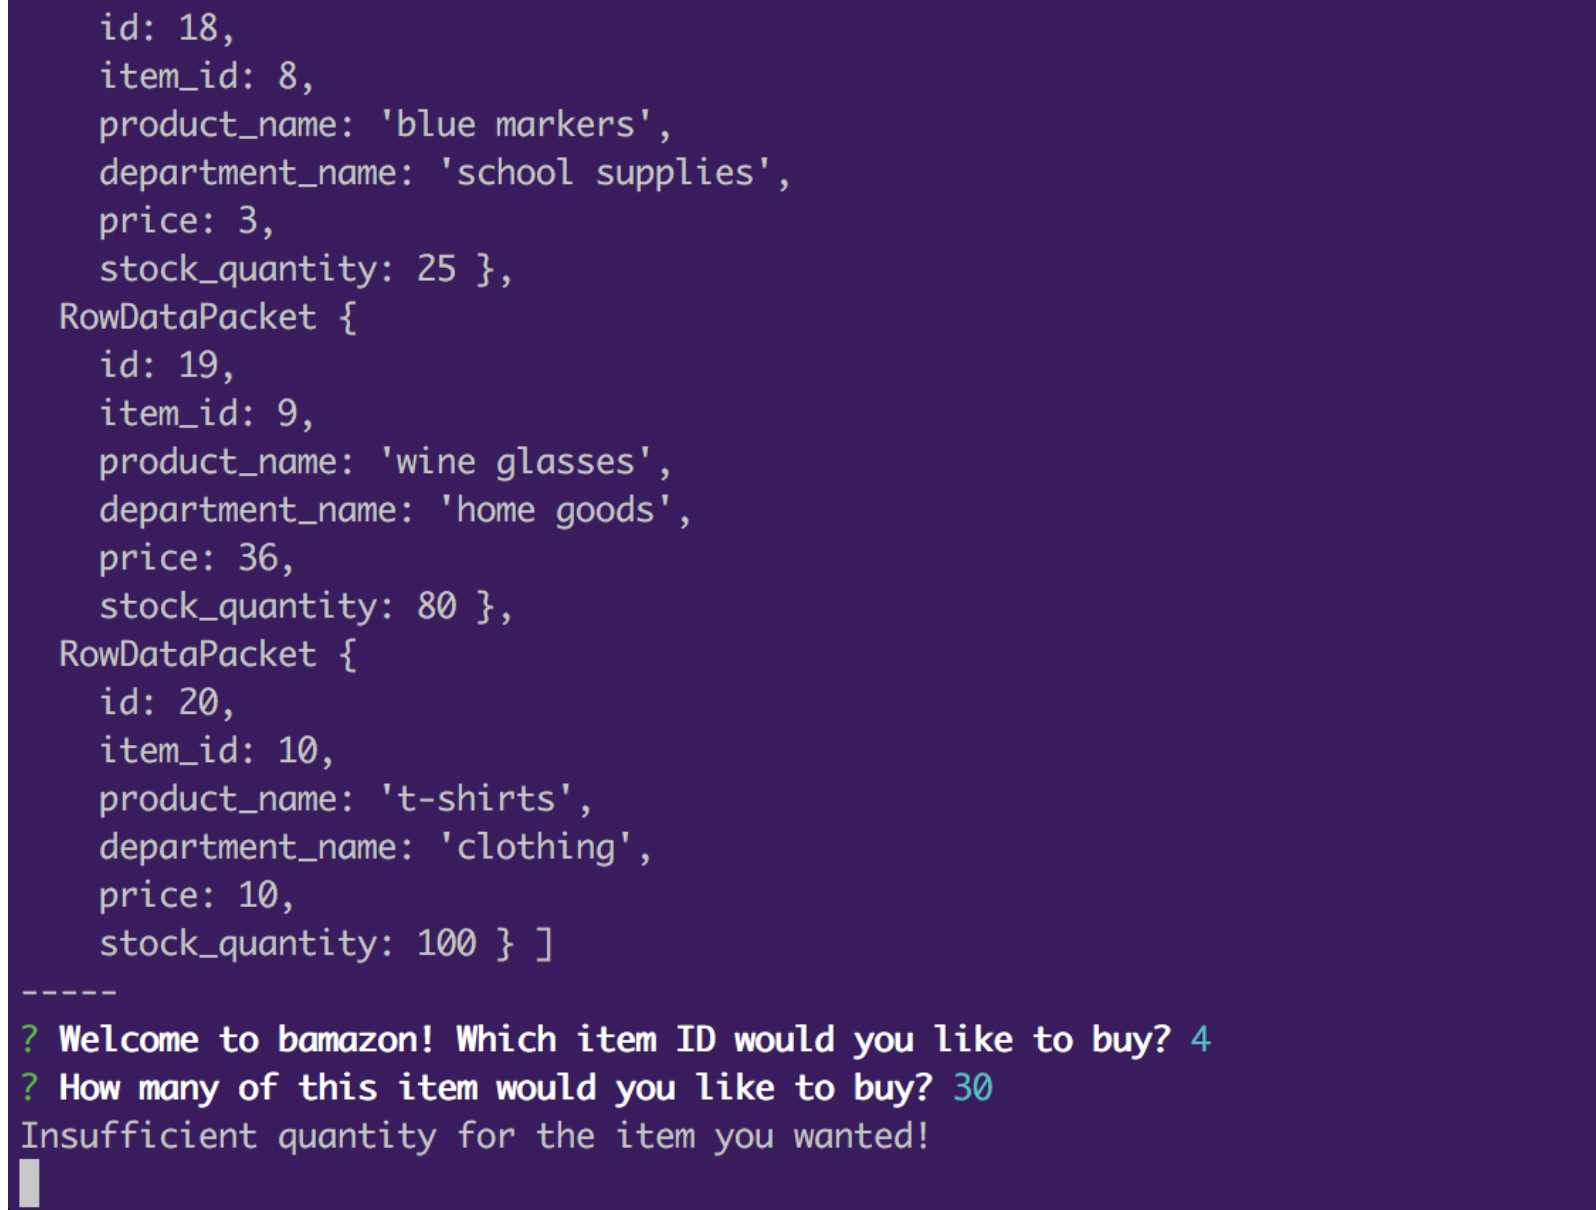 id: 18,
item_id: 8,
product_name: 'blue markers',
department_name: 'school supplies',
price: 3,
stock_quantity: 25 },
RowDataPacket {
id: 19,
item_id: 9,
product_name: 'wine glasses',
department_name: 'home goods',
price: 36,
stock_quantity: 80 },
RowDataPacket {
id: 20,
item_id: 10,
product_name: 't-shirts',
department_name: 'clothing',
price: 10,
stock_quantity: 100 } ]
-----
? Welcome to bamazon! Which item ID would you like to buy? 4
? How many of this item would you like to buy? 30
Insufficient quantity for the item you wanted!